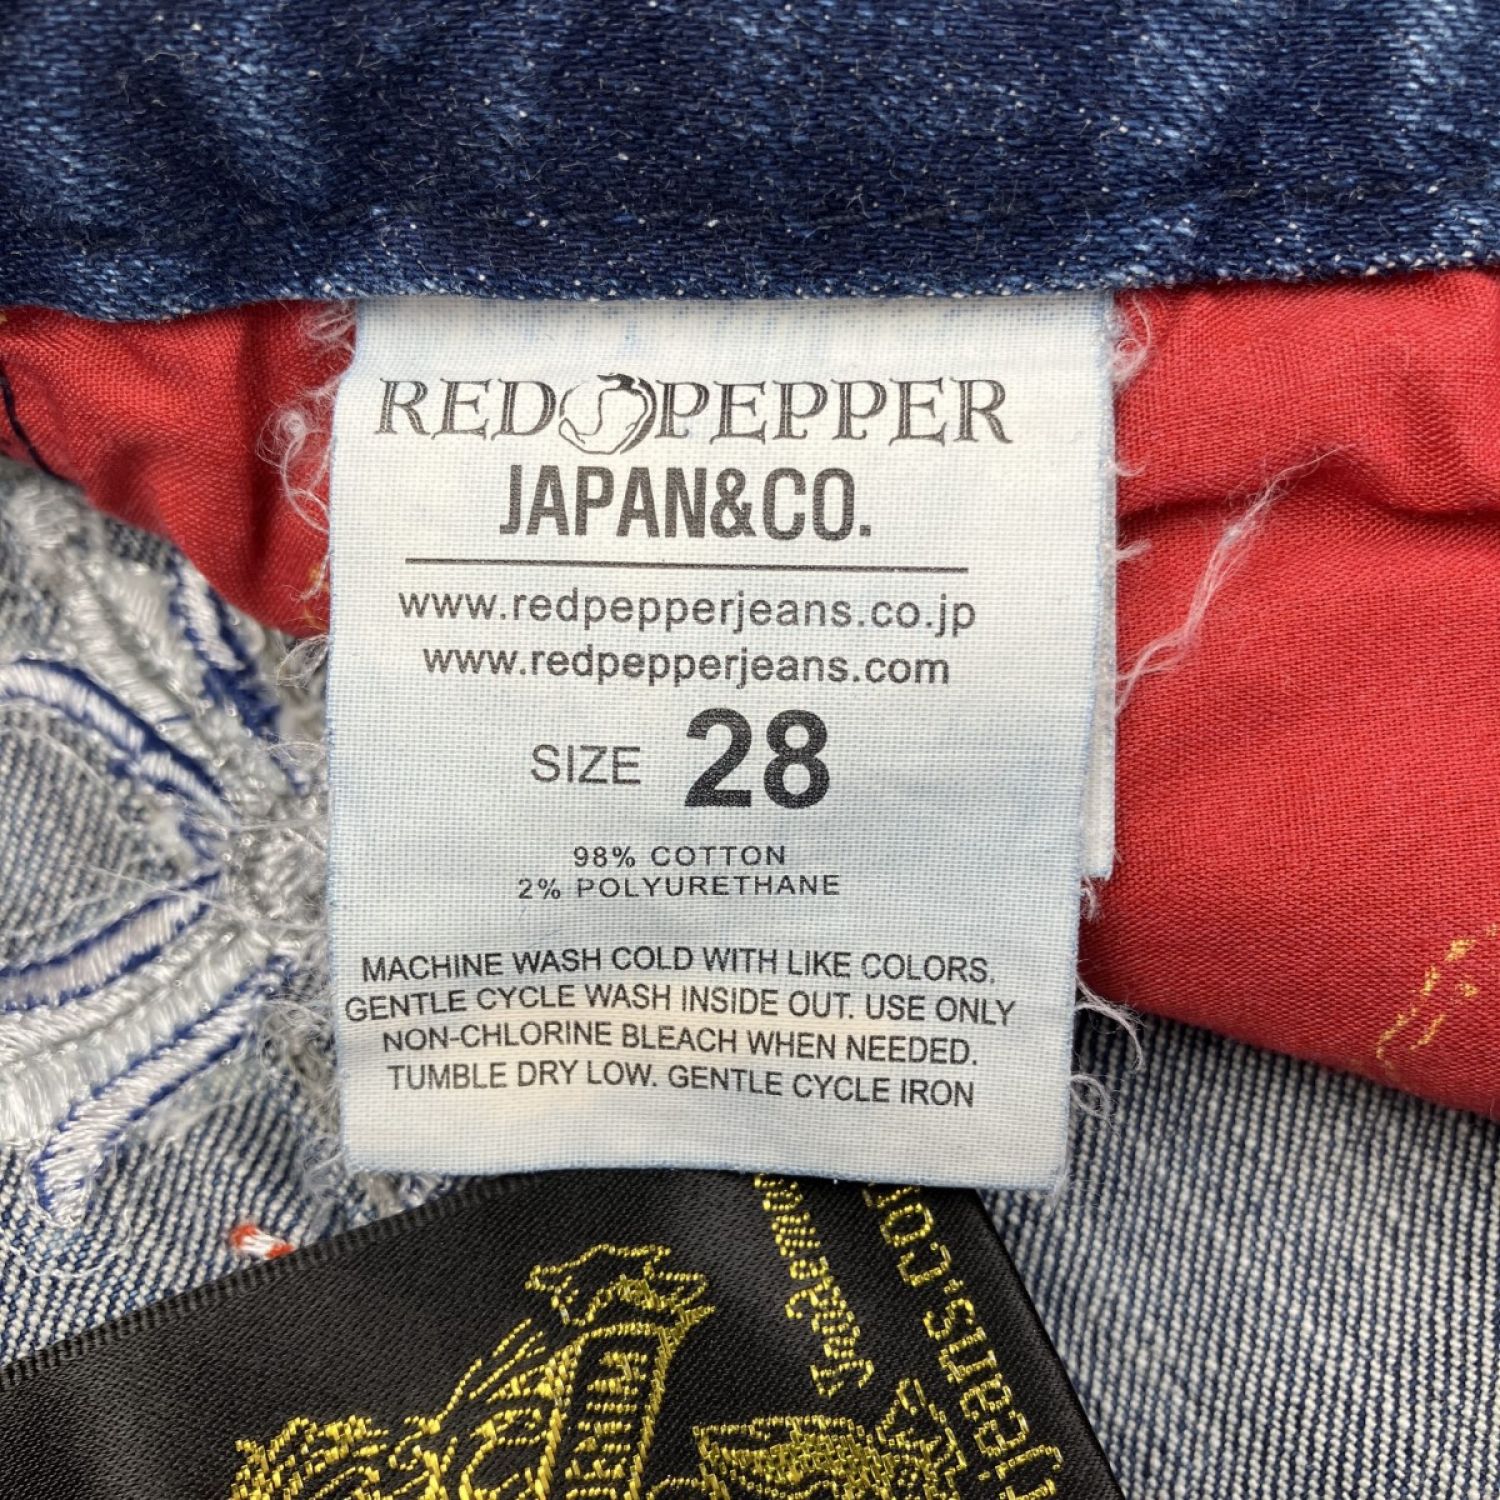 RED PEPPER
JAPAN&CO.
www.redpepperjeans.co.jp
www.redpepperjeans.com
SIZE 28
98% COTTON
2% POLYURETHANE
MACHINE WASH COLD WITH LIKE COLORS.
GENTLE CYCLE WASH INSIDE OUT. USE ONLY
NON-CHLORINE BLEACH WHEN NEEDED.
TUMBLE DRY LOW. GENTLE CYCLE IRON